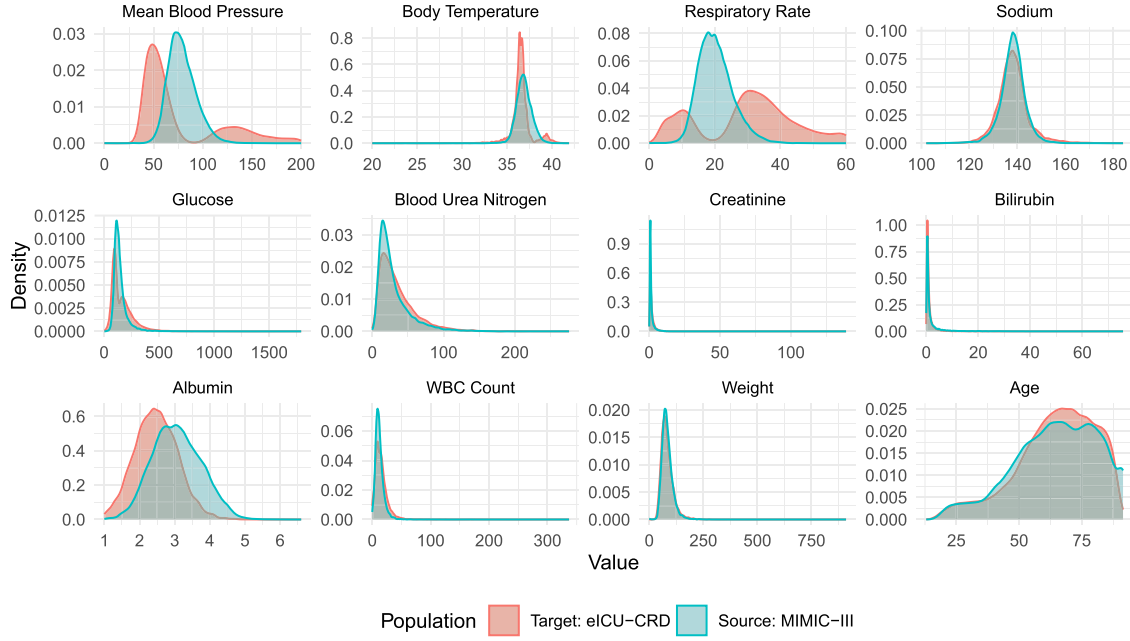 Mean Blood Pressure
Body Temperature
Respiratory Rate
Sodium
0.03
0.02
0.01
0.00
0 50 100 150 200
0.8
0.6
0.4
0.2
0.0
20 25 30 35 40
0.08
0.06
0.04
0.02
0.00
0 20 40 60
0.100
0.075
0.050
0.025
0.000
100 120 140 160 180
Glucose
Blood Urea Nitrogen
Creatinine
Bilirubin
Density
0.0125
0.0100
0.0075
0.0050
0.0025
0.0000
0 500 1000 1500
0.03
0.02
0.01
0.00
0 100 200
0.9
0.6
0.3
0.0
0 50 100
1.00
0.75
0.50
0.25
0.00
0 20 40 60
Albumin
WBC Count
Weight
Age
0.6
0.4
0.2
0.0
1 2 3 4 5 6
0.06
0.04
0.02
0.00
0 100 200 300
0.020
0.015
0.010
0.005
0.000
0 250 500 750
0.025
0.020
0.015
0.010
0.005
0.000
25 50 75
Value
Population
Target: eICU−CRD
Source: MIMIC−III